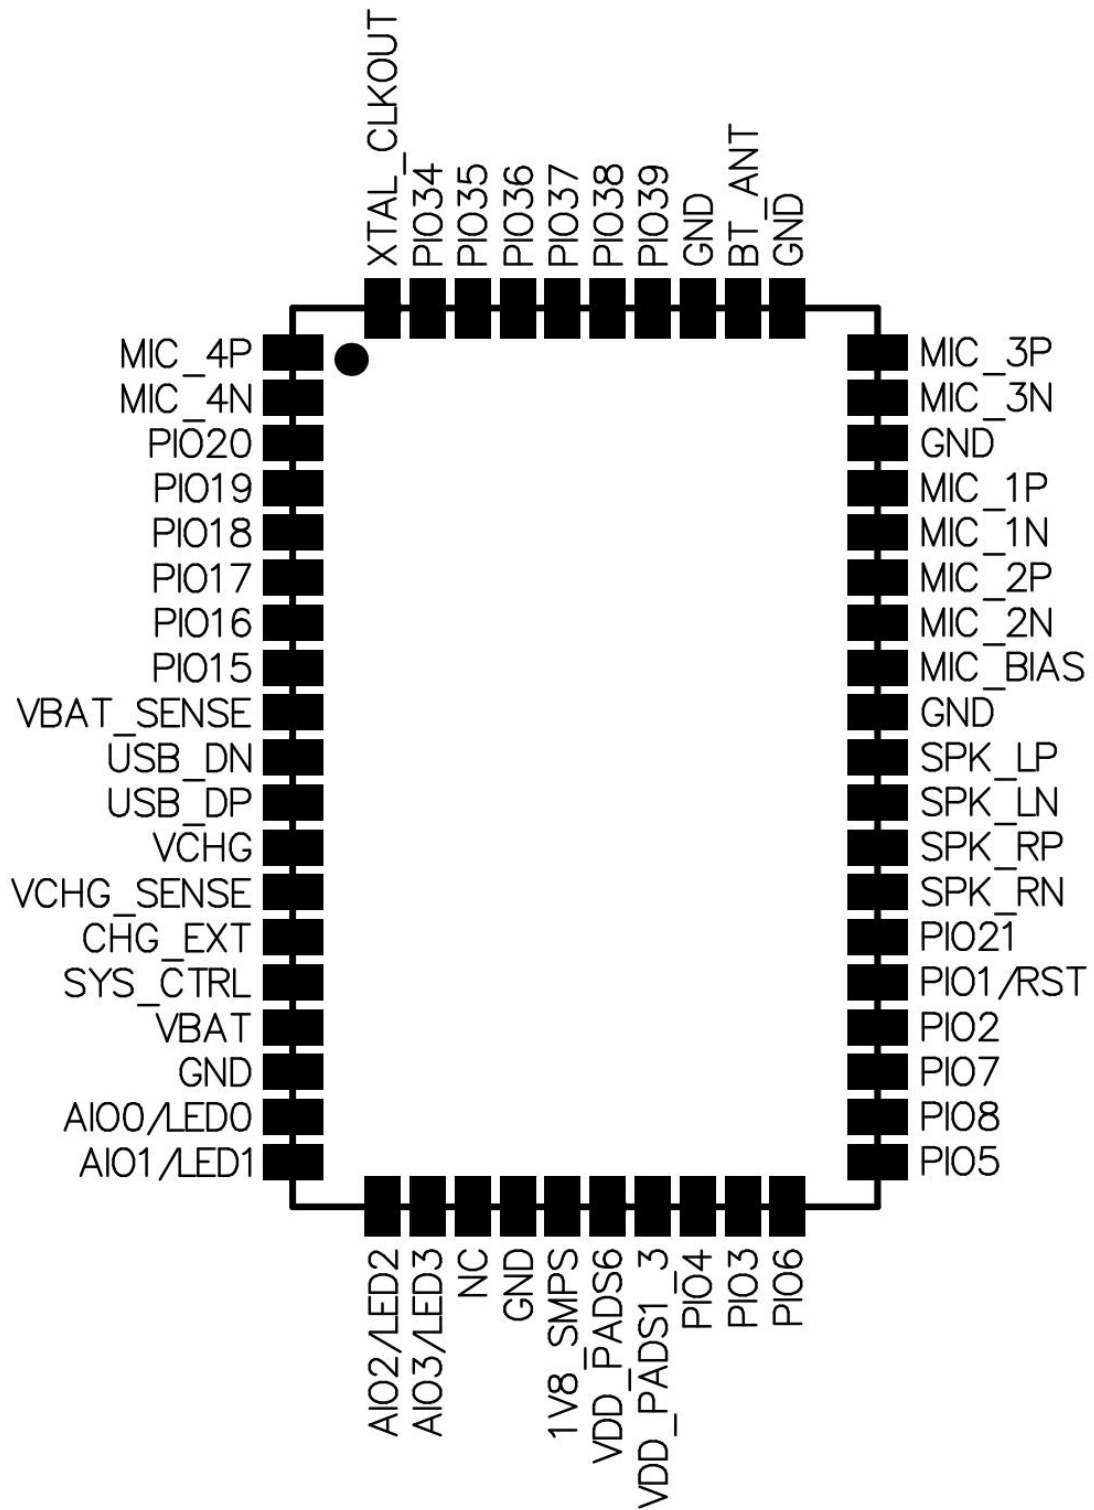 XTAL_CLKOUT
PIO34
PIO35
PIO36
PIO37
PIO38
PIO39
GND
BT_ANT
GND
MIC_4P
MIC_4N
PIO20
PIO19
PIO18
PIO17
PIO16
PIO15
VBAT_SENSE
USB_DN
USB_DP
VCHG
VCHG_SENSE
CHG_EXT
SYS_CTRL
VBAT
GND
AIO0/LED0
AIO1/LED1
MIC_3P
MIC_3N
GND
MIC_1P
MIC_1N
MIC_2P
MIC_2N
MIC_BIAS
GND
SPK_LP
SPK_LN
SPK_RP
SPK_RN
PIO21
PIO1/RST
PIO2
PIO7
PIO8
PIO5
AIO2/LED2
AIO3/LED3
NC
GND
1V8_SMPS
VDD_PADS6
VDD_PADS1_3
PIO4
PIO3
PIO6